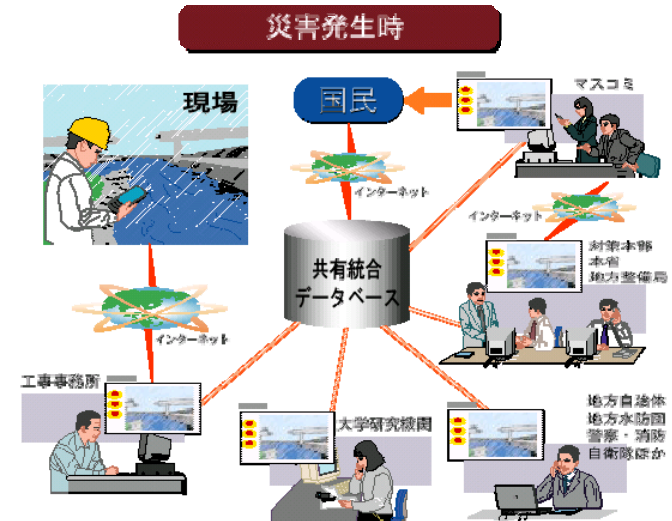 災害発生時
現場
国民
マスコミ
インターネット
インターネット
対策本部
本省
地方整備局
共有統合
データベース
インターネット
工事事務所
大学研究機関
地方自治体
地方水防団
警察・消防
自衛隊ほか